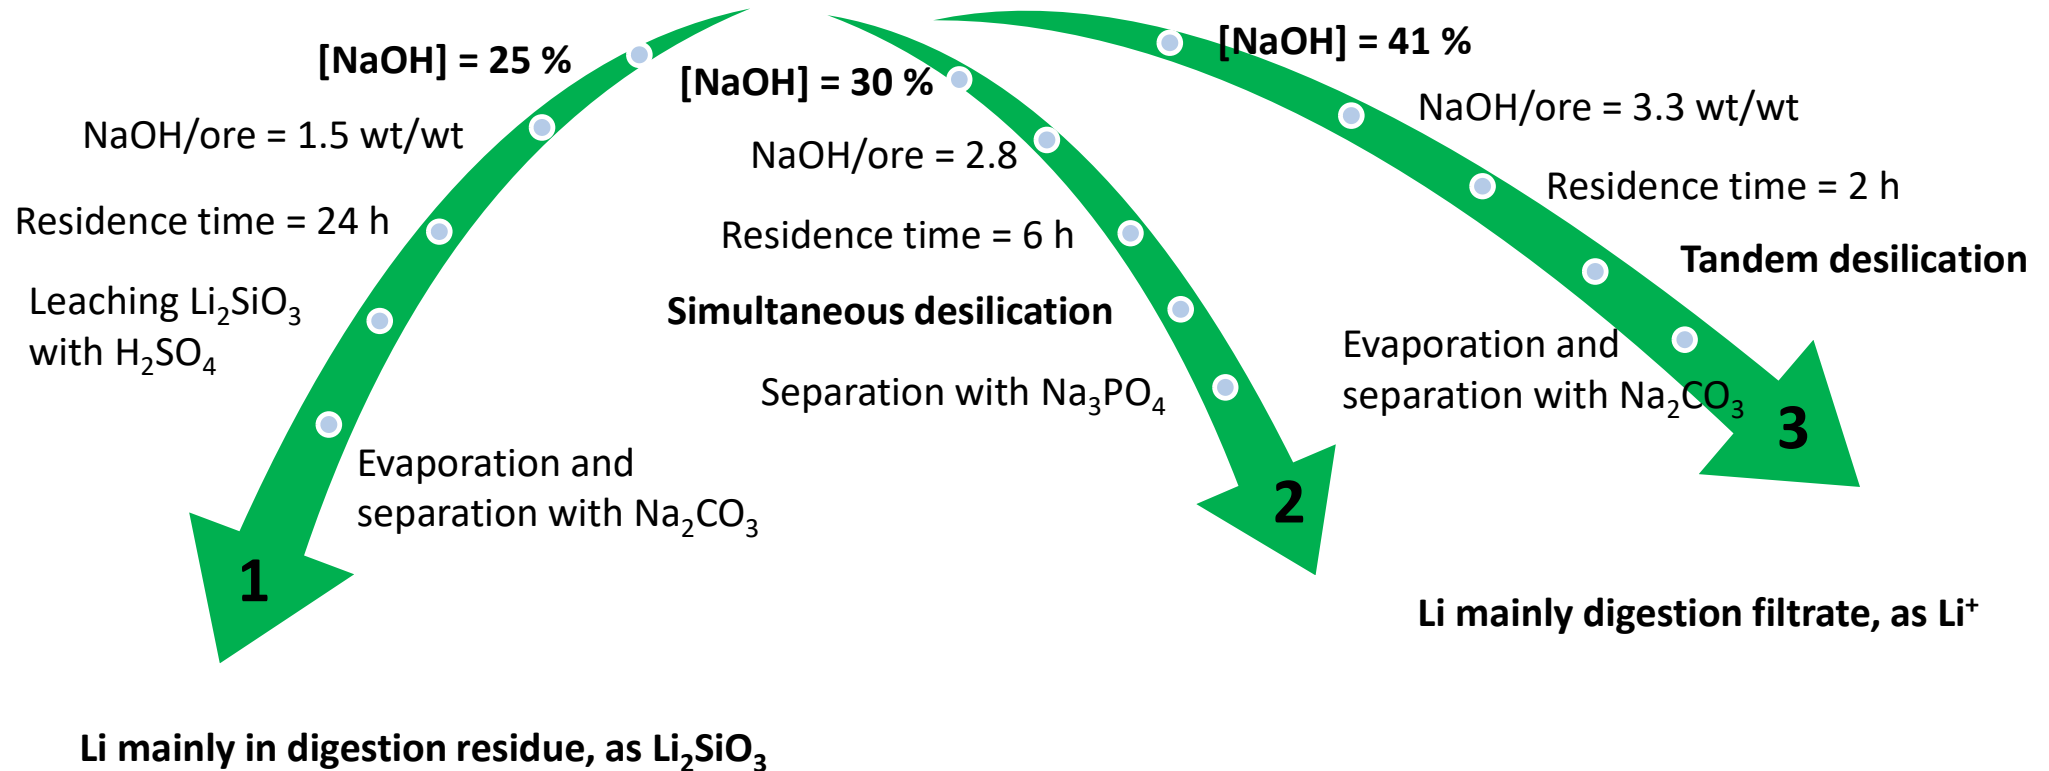 [NaOH] = 25 %
NaOH/ore = 1.5 wt/wt
Residence time = 24 h
Leaching Li₂SiO₃
with H₂SO₄
Evaporation and
separation with Na₂CO₃
1
Li mainly in digestion residue, as Li₂SiO₃
[NaOH] = 30 %
NaOH/ore = 2.8
Residence time = 6 h
Simultaneous desilication
Separation with Na₃PO₄
2
[NaOH] = 41 %
NaOH/ore = 3.3 wt/wt
Residence time = 2 h
Tandem desilication
Evaporation and
separation with Na₂CO₃
3
Li mainly digestion filtrate, as Li⁺